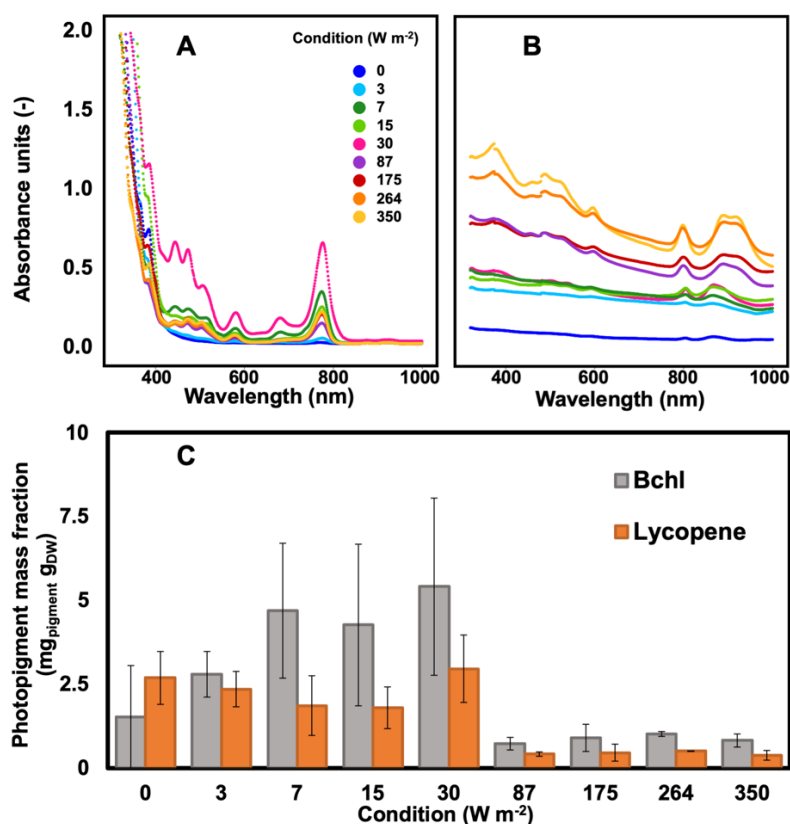 A
B
Condition (W m-2)
0
3
7
15
30
87
175
264
350
Absorbance units (-)
2.0
1.5
1.0
0.5
0.0
400 600 800 1000
Wavelength (nm)
400 600 800 1000
Wavelength (nm)
C
Bchl
Lycopene
Photopigment mass fraction
(mgpigment gDW)
10
7.5
5
2.5
0
0 3 7 15 30 87 175 264 350
Condition (W m-2)